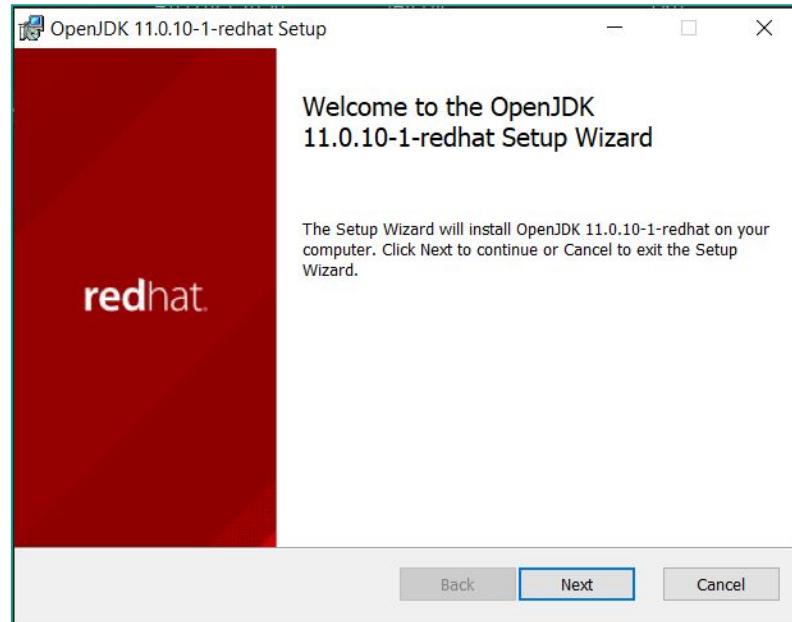 OpenJDK 11.0.10-1-redhat Setup
Welcome to the OpenJDK
11.0.10-1-redhat Setup Wizard
The Setup Wizard will install OpenJDK 11.0.10-1-redhat on your
computer. Click Next to continue or Cancel to exit the Setup
Wizard.
redhat.
Back
Next
Cancel